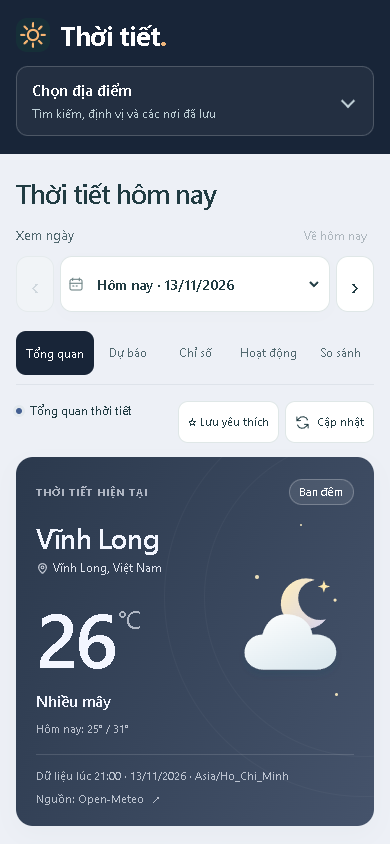 Thời tiết.
Chọn địa điểm
Tìm kiếm, định vị và các nơi đã lưu
Thời tiết hôm nay
Xem ngày
Về hôm nay
Hôm nay · 13/11/2026
Tổng quan
Dự báo
Chỉ số
Hoạt động
So sánh
Tổng quan thời tiết
☆ Lưu yêu thích
Cập nhật
THỜI TIẾT HIỆN TẠI
Ban đêm
Vĩnh Long
Vĩnh Long, Việt Nam
26°C
Nhiều mây
Hôm nay: 25° / 31°
Dữ liệu lúc 21:00 · 13/11/2026 · Asia/Ho_Chi_Minh
Nguồn: Open-Meteo ↗